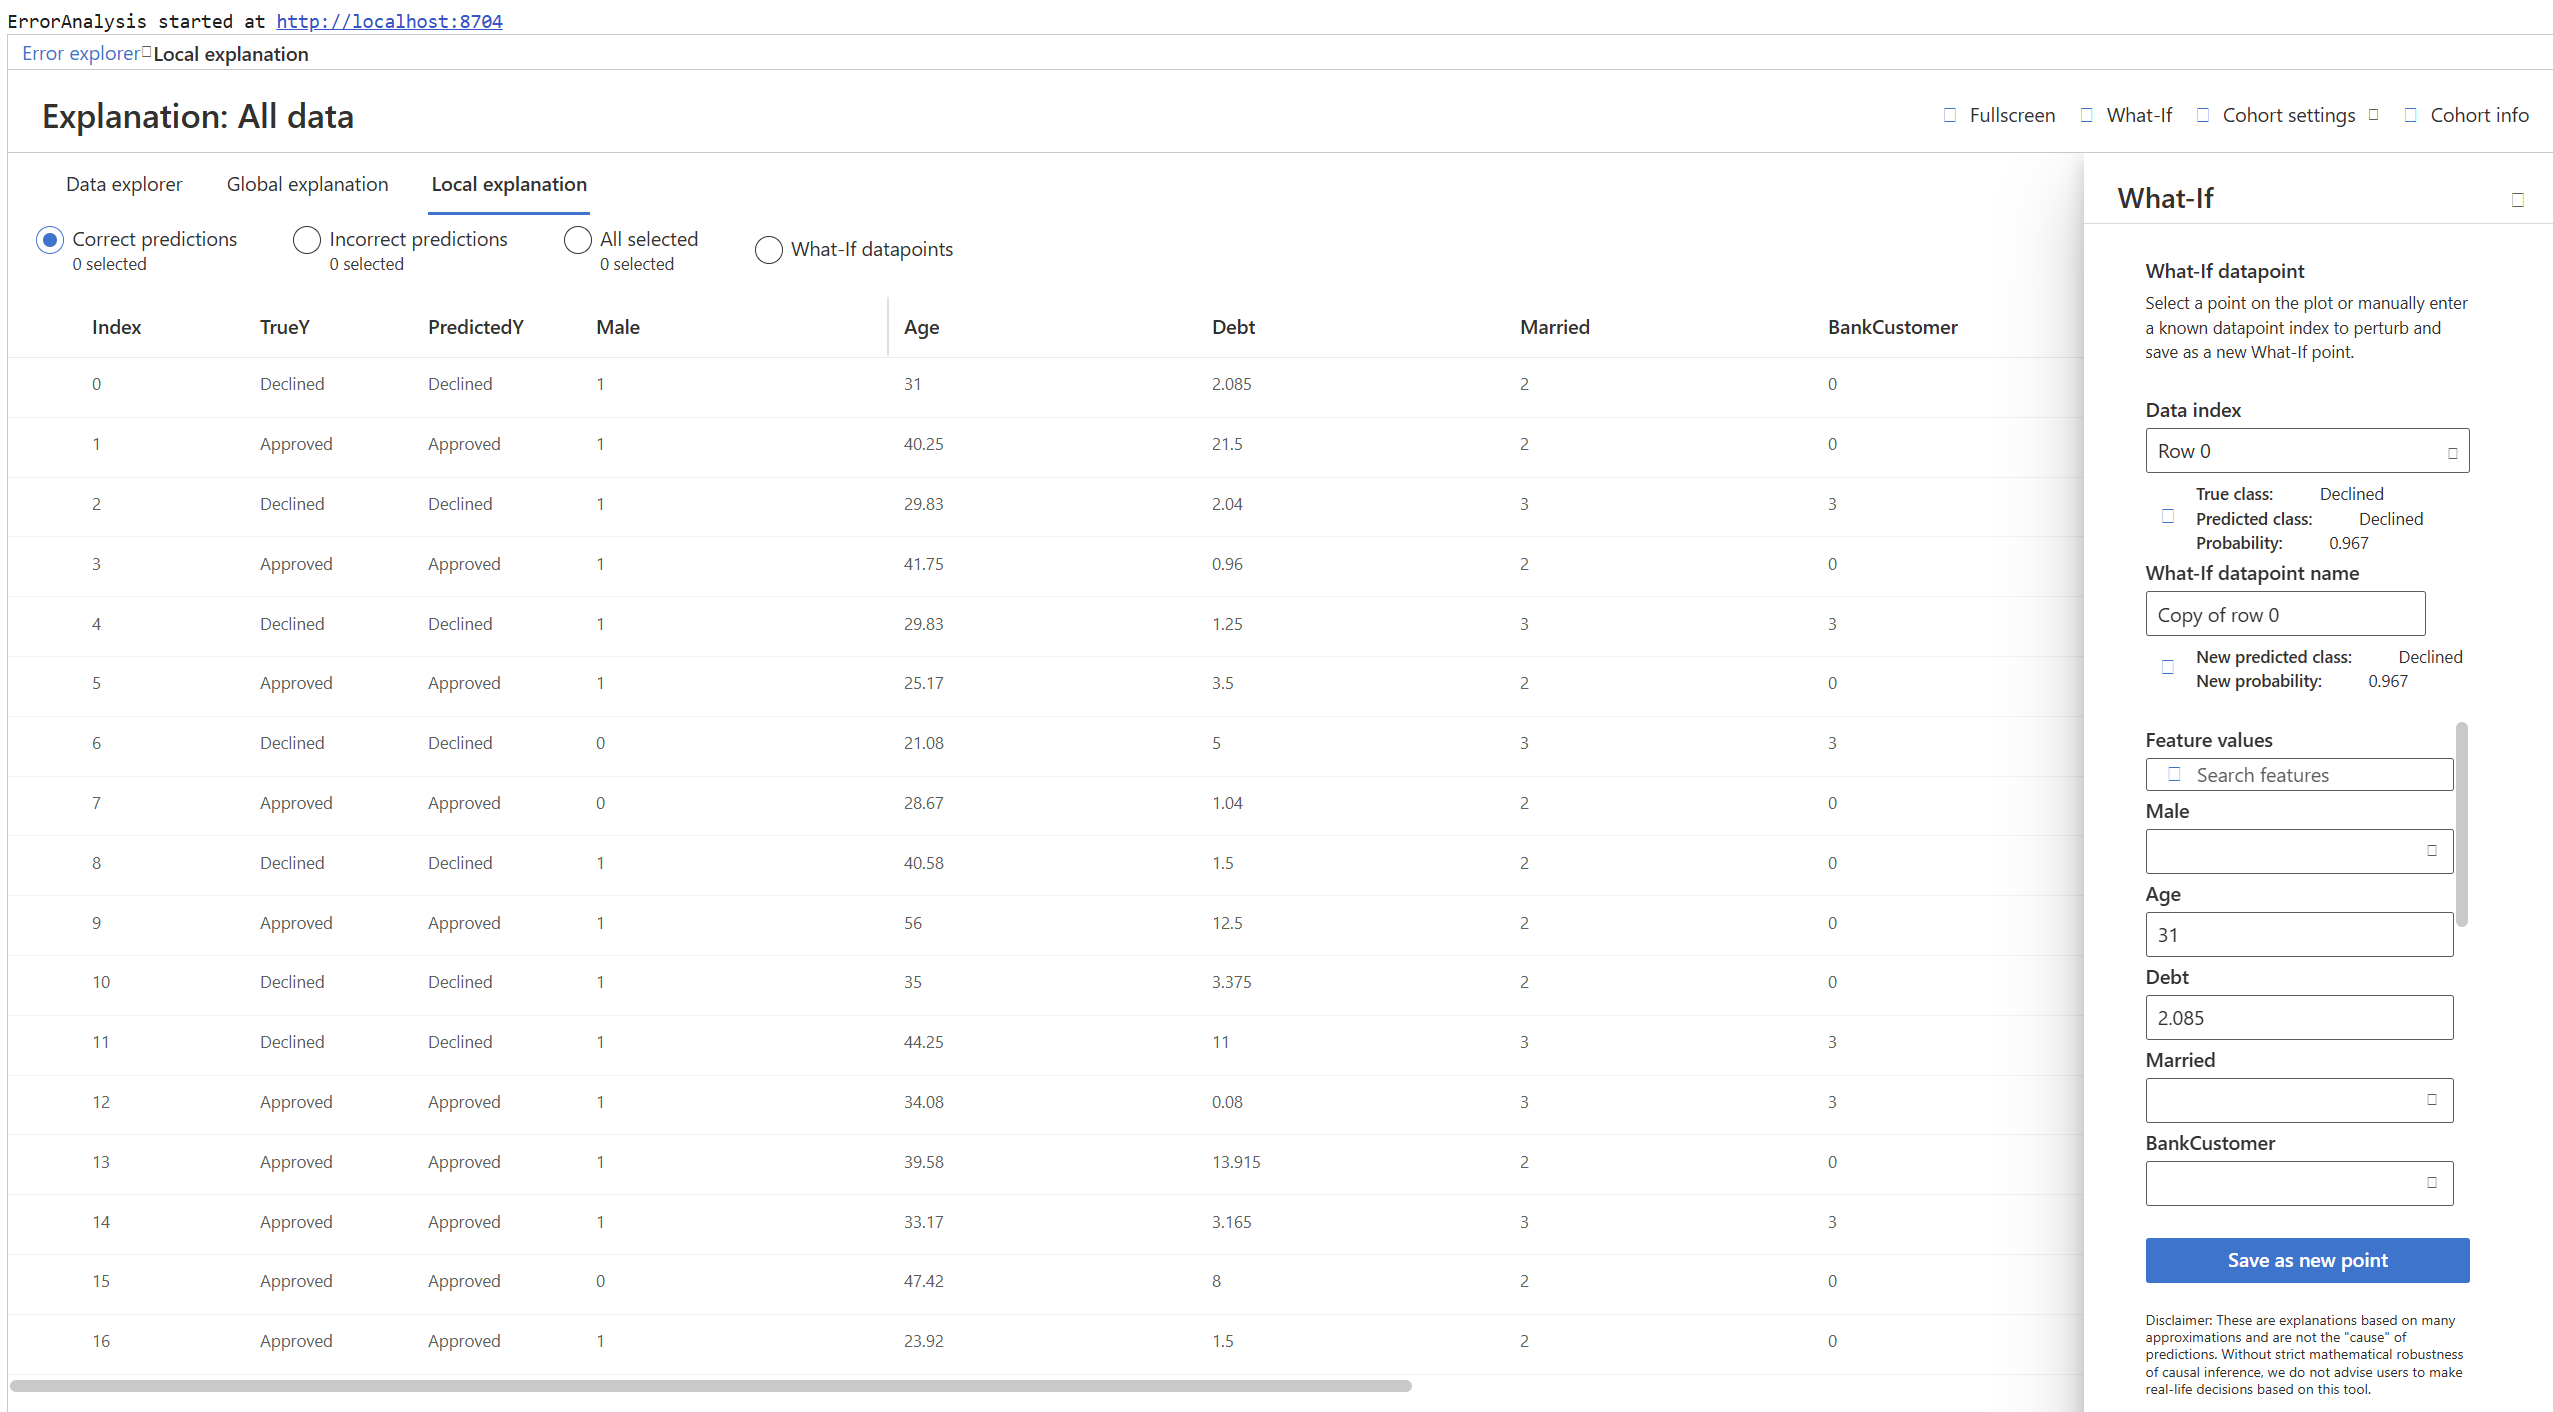 ErrorAnalysis started at http://localhost:8704
Error explorer Local explanation
Explanation: All data
Fullscreen What-If Cohort settings Cohort info
Data explorer Global explanation Local explanation
Correct predictions Incorrect predictions All selected What-If datapoints
0 selected 0 selected 0 selected
Index TrueY PredictedY Male Age Debt Married BankCustomer
0 Declined Declined 1 31 2.085 2 0
1 Approved Approved 1 40.25 21.5 2 0
2 Declined Declined 1 29.83 2.04 3 3
3 Approved Approved 1 41.75 0.96 2 0
4 Declined Declined 1 29.83 1.25 3 3
5 Approved Approved 1 25.17 3.5 2 0
6 Declined Declined 0 21.08 5 3 3
7 Approved Approved 0 28.67 1.04 2 0
8 Declined Declined 1 40.58 1.5 2 0
9 Approved Approved 1 56 12.5 2 0
10 Declined Declined 1 35 3.375 2 0
11 Declined Declined 1 44.25 11 3 3
12 Approved Approved 1 34.08 0.08 3 3
13 Approved Approved 1 39.58 13.915 2 0
14 Approved Approved 1 33.17 3.165 3 3
15 Approved Approved 0 47.42 8 2 0
16 Approved Approved 1 23.92 1.5 2 0
What-If
What-If datapoint
Select a point on the plot or manually enter
a known datapoint index to perturb and
save as a new What-If point.
Data index
Row 0
True class: Declined
Predicted class: Declined
Probability: 0.967
What-If datapoint name
Copy of row 0
New predicted class: Declined
New probability: 0.967
Feature values
Search features
Male
Age
31
Debt
2.085
Married
BankCustomer
Save as new point
Disclaimer: These are explanations based on many
approximations and are not the "cause" of
predictions. Without strict mathematical robustness
of causal inference, we do not advise users to make
real-life decisions based on this tool.